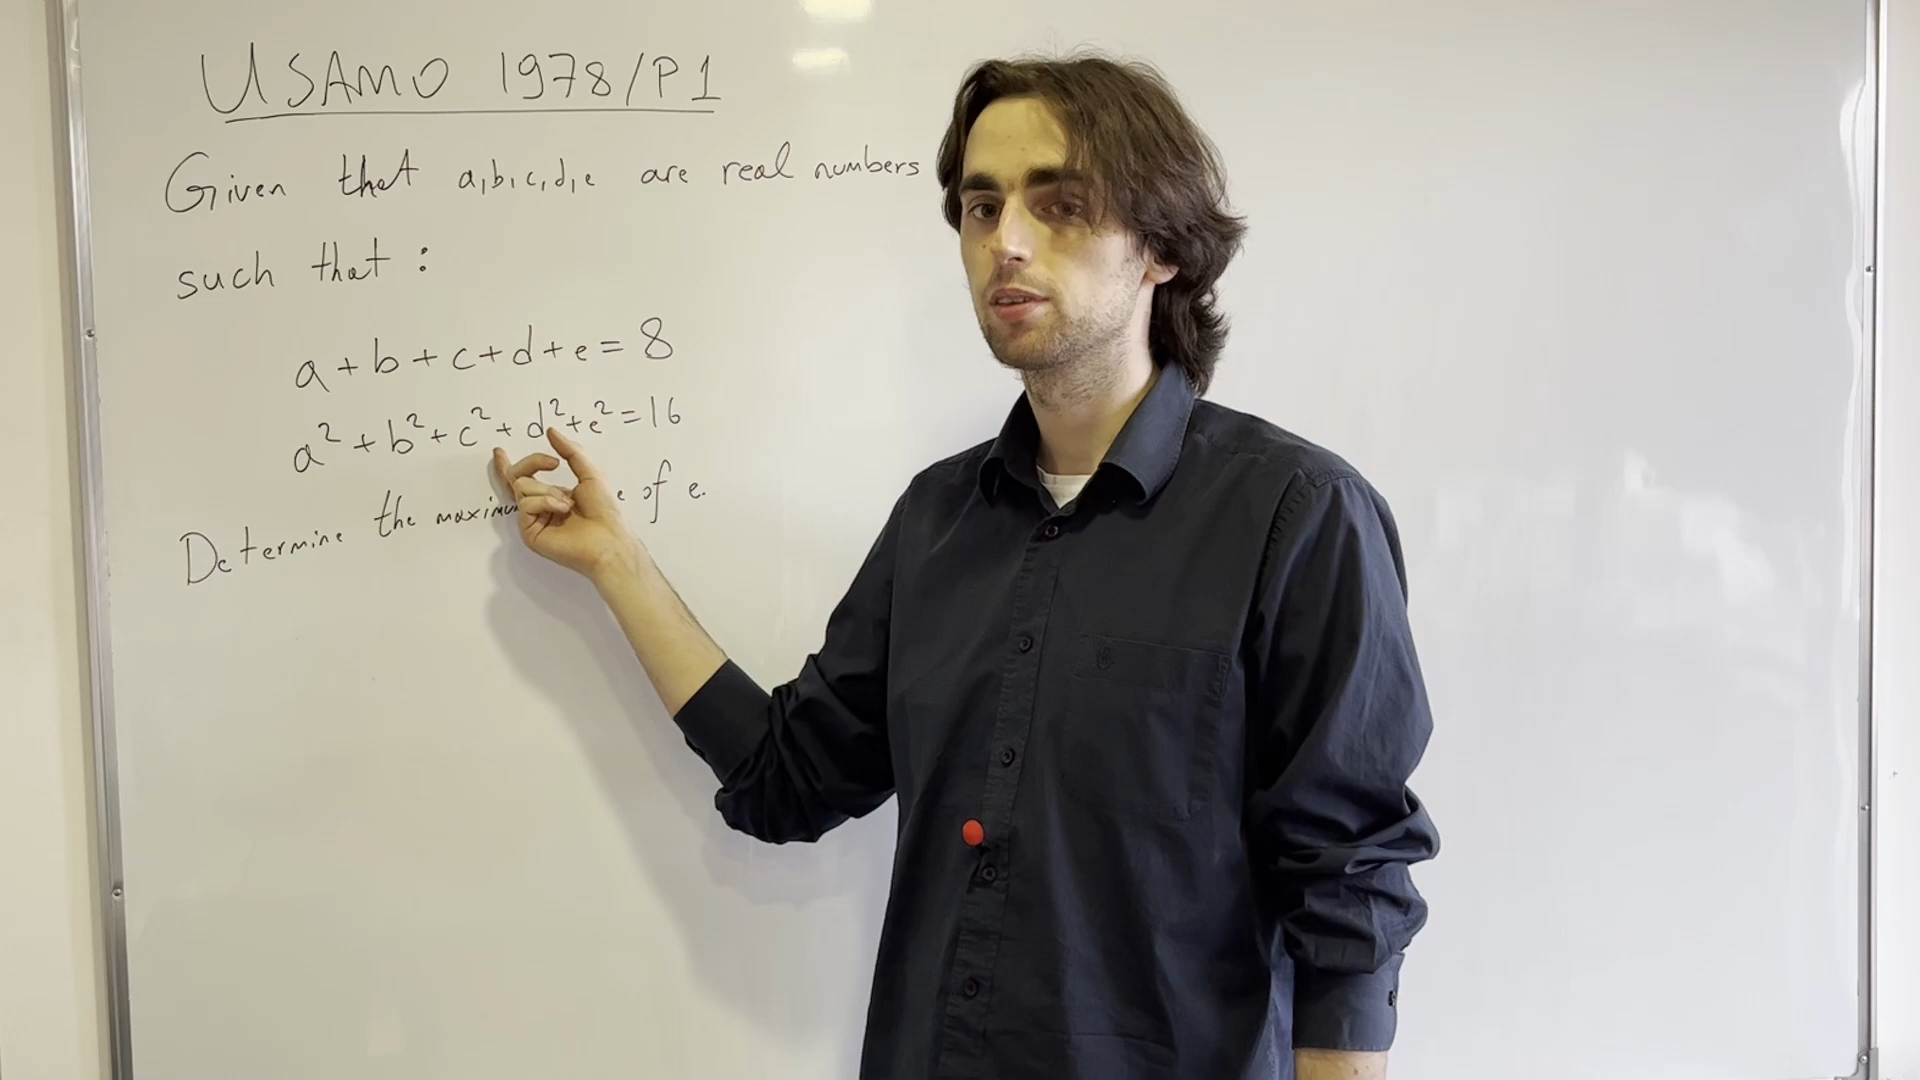 USAMO 1978/P1
Given that a,b,c,d,e are real numbers
such that :
a + b + c + d + e = 8
a² + b² + c² + d² + e² = 16
Determine the of e.